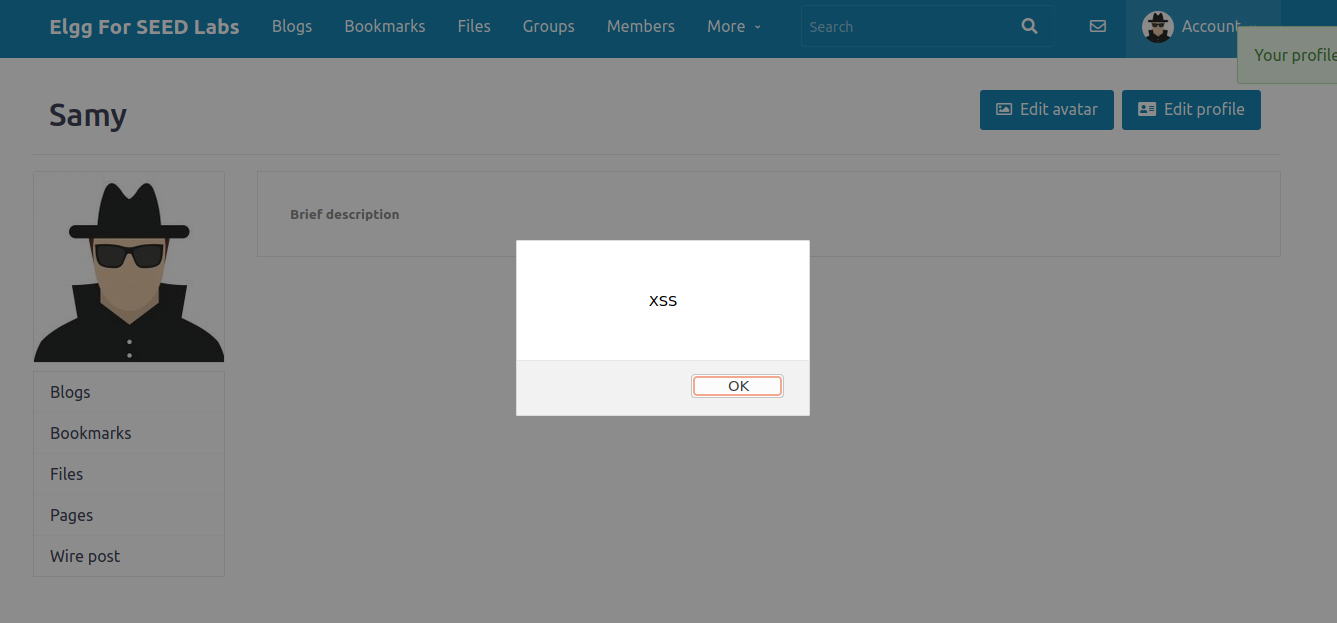 Elgg For SEED Labs Blogs Bookmarks Files Groups Members More Search Account
Your profile
Samy
Edit avatar Edit profile
Brief description
XSS
OK
Blogs
Bookmarks
Files
Pages
Wire post